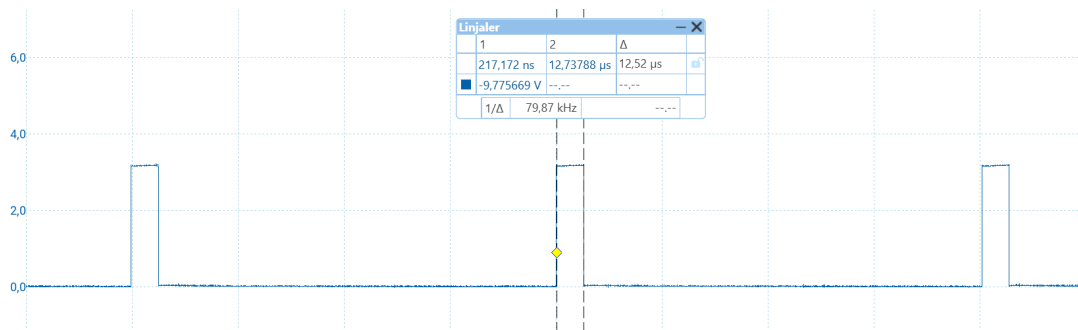 Linjaler
1 2 Δ
217,172 ns 12,73788 µs 12,52 µs
-9,775669 V --.-- --.--
1/Δ 79,87 kHz --.--
6,0
4,0
2,0
0,0